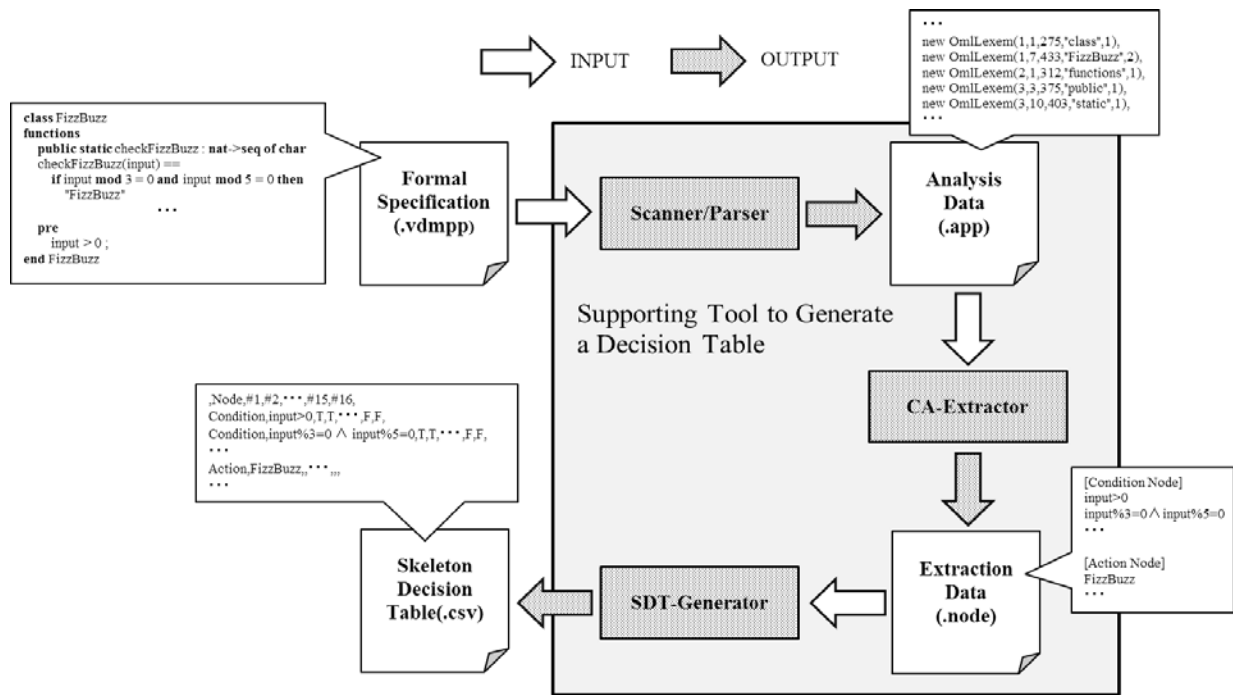 INPUT
OUTPUT
･･･
new OmlLexem(1,1,275,"class",1),
new OmlLexem(1,7,433,"FizzBuzz",2),
new OmlLexem(2,1,312,"functions",1),
new OmlLexem(3,3,375,"public",1),
new OmlLexem(3,10,403,"static",1),
･･･
class FizzBuzz
functions
public static checkFizzBuzz : nat->seq of char
checkFizzBuzz(input) ==
if input mod 3 = 0 and input mod 5 = 0 then
"FizzBuzz"
･･･
pre
input > 0 ;
end FizzBuzz
Formal
Specification
(.vdmpp)
Scanner/Parser
Analysis
Data
(.app)
Supporting Tool to Generate
a Decision Table
CA-Extractor
,Node,#1,#2,･･･,#15,#16,
Condition,input>0,T,T,･･･,F,F,
Condition,input%3=0 ∧ input%5=0,T,T,･･･,F,F,
･･･
Action,FizzBuzz,,･･･,,,
･･･
[Condition Node]
input>0
input%3=0∧input%5=0
･･･
[Action Node]
FizzBuzz
･･･
Skeleton
Decision
Table(.csv)
SDT-Generator
Extraction
Data
(.node)